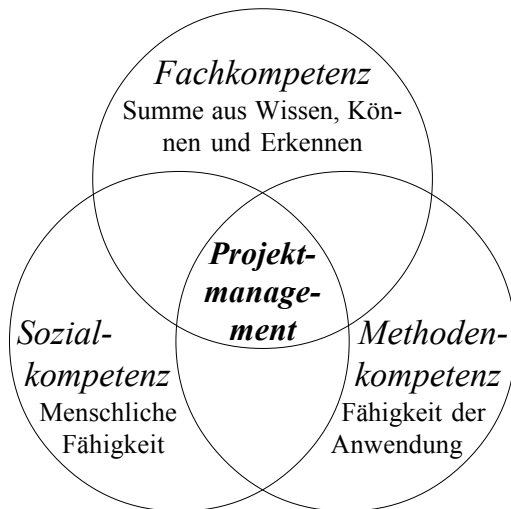 Fachkompetenz
Summe aus Wissen, Kön-
nen und Erkennen
Projekt-
manage-
ment
Sozial-
kompetenz
Menschliche
Fähigkeit
Methoden-
kompetenz
Fähigkeit der
Anwendung